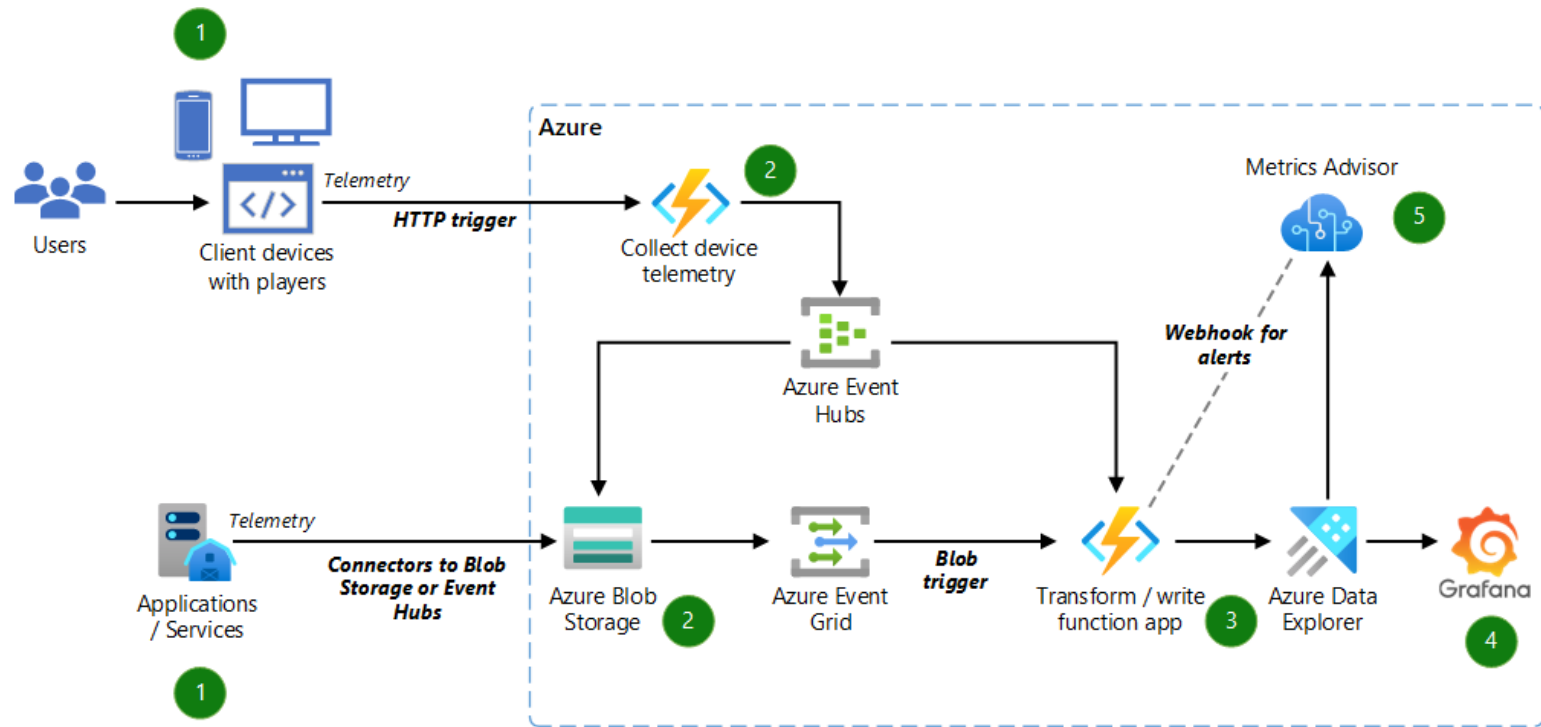 1
Azure
2
Metrics Advisor
5
Telemetry
HTTP trigger
Users
Client devices
with players
Collect device
telemetry
Webhook for
alerts
Azure Event
Hubs
Telemetry
Connectors to Blob
Storage or Event
Hubs
Blob
trigger
Applications
/ Services
Azure Blob
Storage
2
Azure Event
Grid
Transform / write
function app
3
Azure Data
Explorer
Grafana
4
1